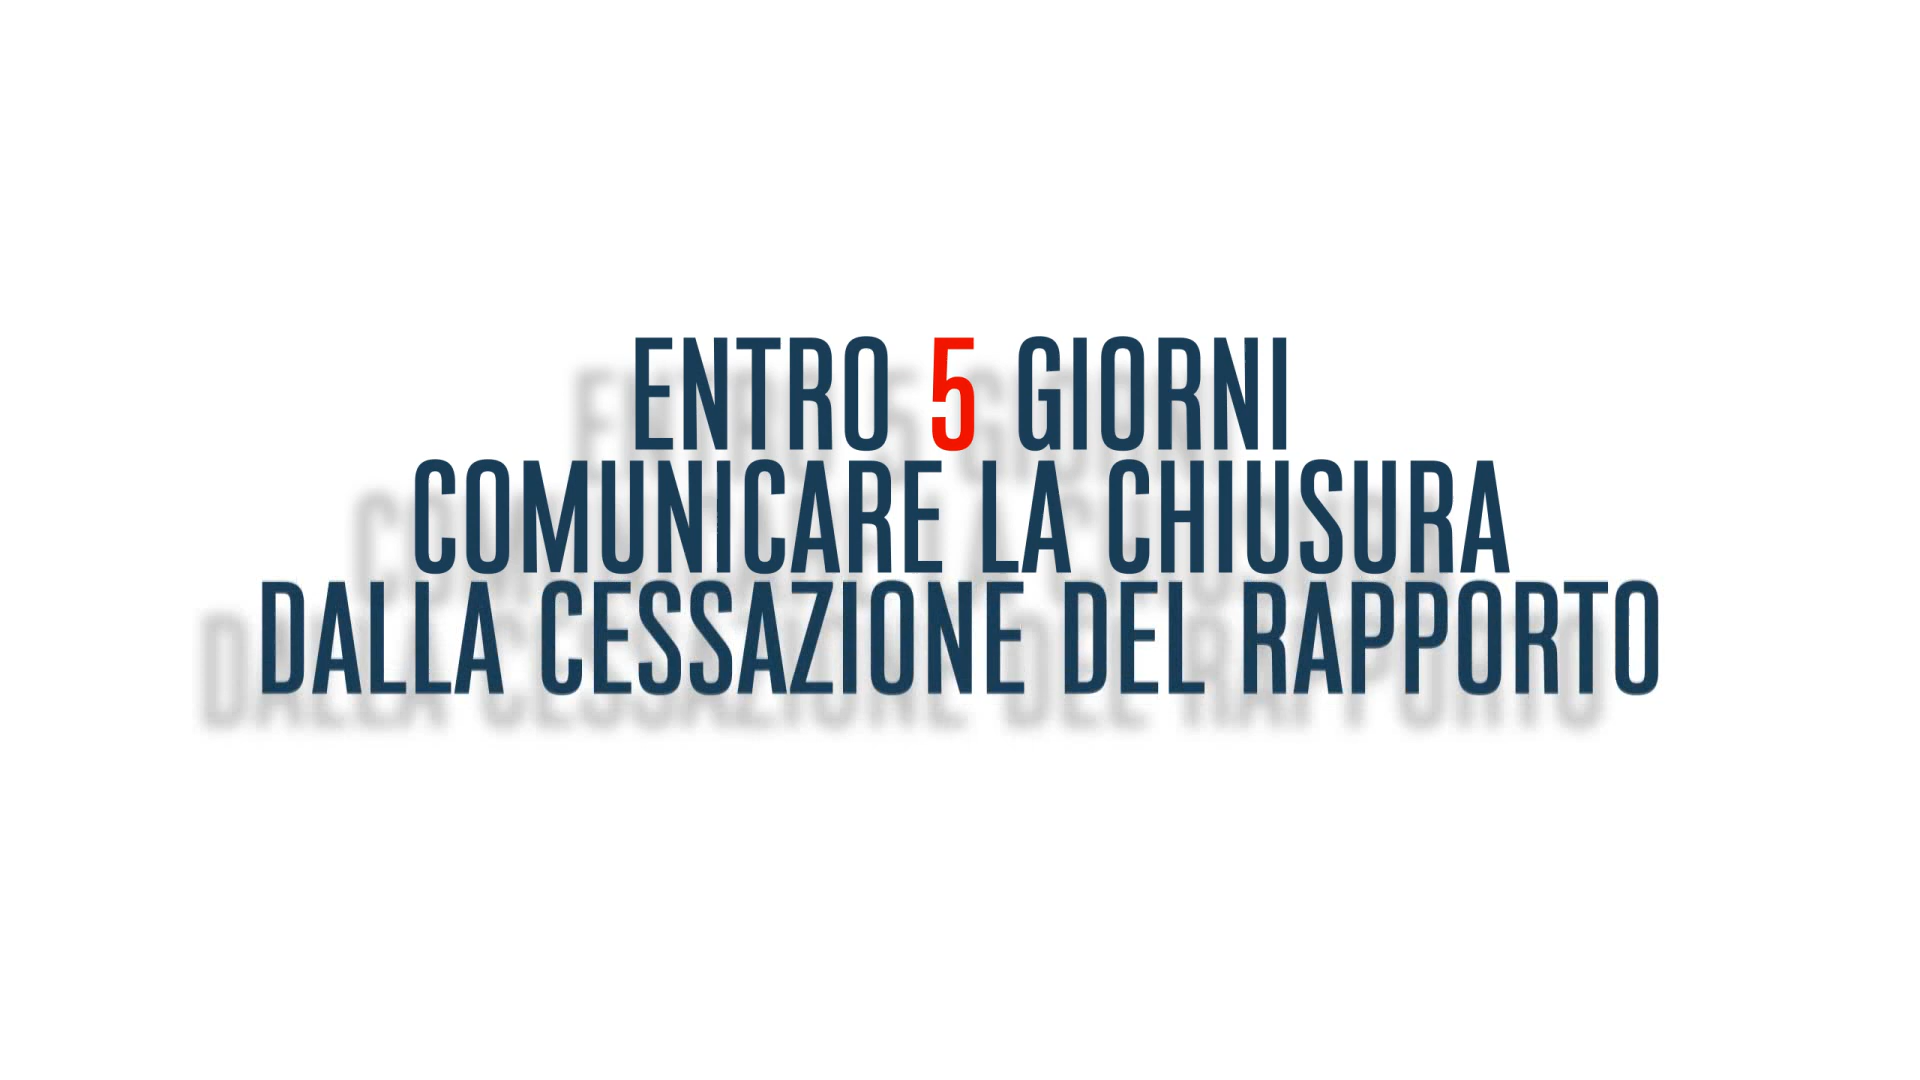 ENTRO 5 GIORNI
COMUNICARE LA CHIUSURA
DALLA CESSAZIONE DEL RAPPORTO